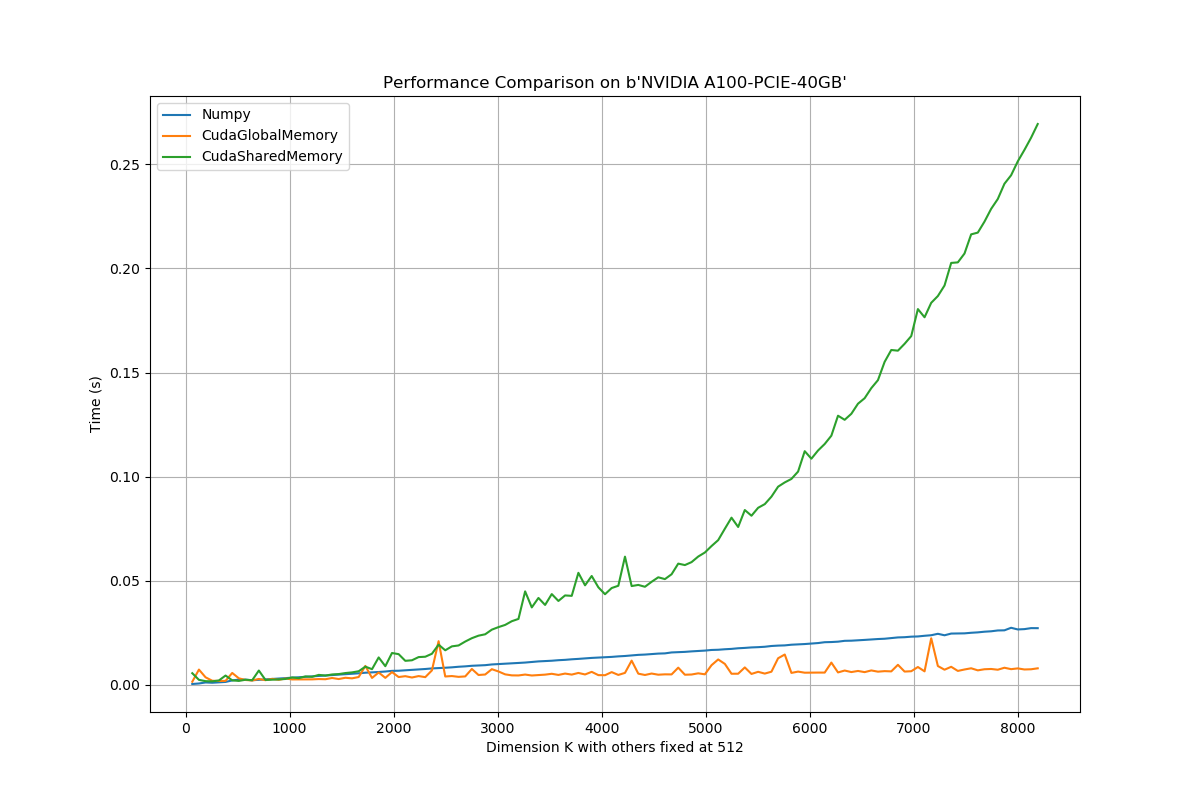 Performance Comparison on b'NVIDIA A100-PCIE-40GB'
Numpy
CudaGlobalMemory
CudaSharedMemory
Time (s)
0.25
0.20
0.15
0.10
0.05
0.00
0 1000 2000 3000 4000 5000 6000 7000 8000
Dimension K with others fixed at 512